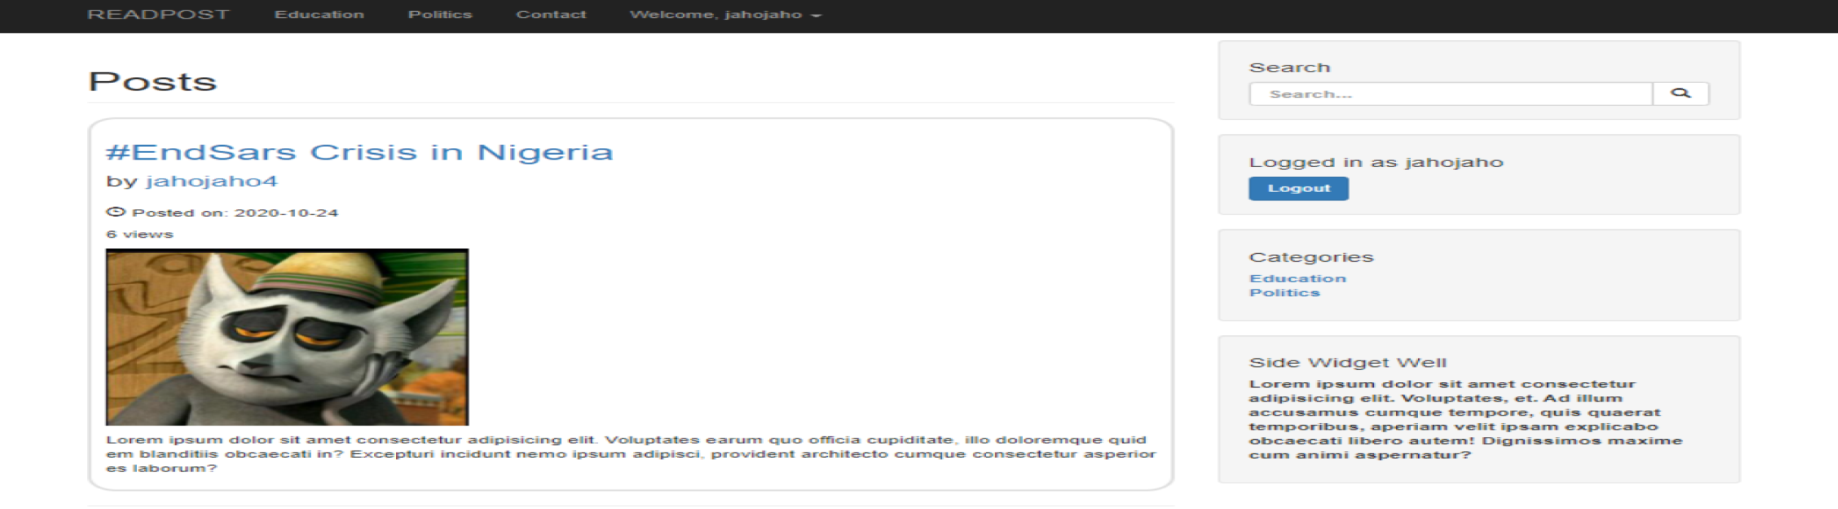 READPOST Education Politics Contact Welcome, jahojaho
Posts
#EndSars Crisis in Nigeria
by jahojaho4
Posted on: 2020-10-24
6 views
Lorem ipsum dolor sit amet consectetur adipisicing elit. Voluptates earum quo officia cupiditate, illo doloremque quid
em blanditiis obcaecati in? Excepturi incidunt nemo ipsum adipisci, provident architecto cumque consectetur asperior
es laborum?
Search
Search...
Logged in as jahojaho
Logout
Categories
Education
Politics
Side Widget Well
Lorem ipsum dolor sit amet consectetur
adipisicing elit. Voluptates, et. Ad illum
accusamus cumque tempore, quis quaerat
temporibus, aperiam velit ipsam explicabo
obcaecati libero autem! Dignissimos maxime
cum animi aspernatur?